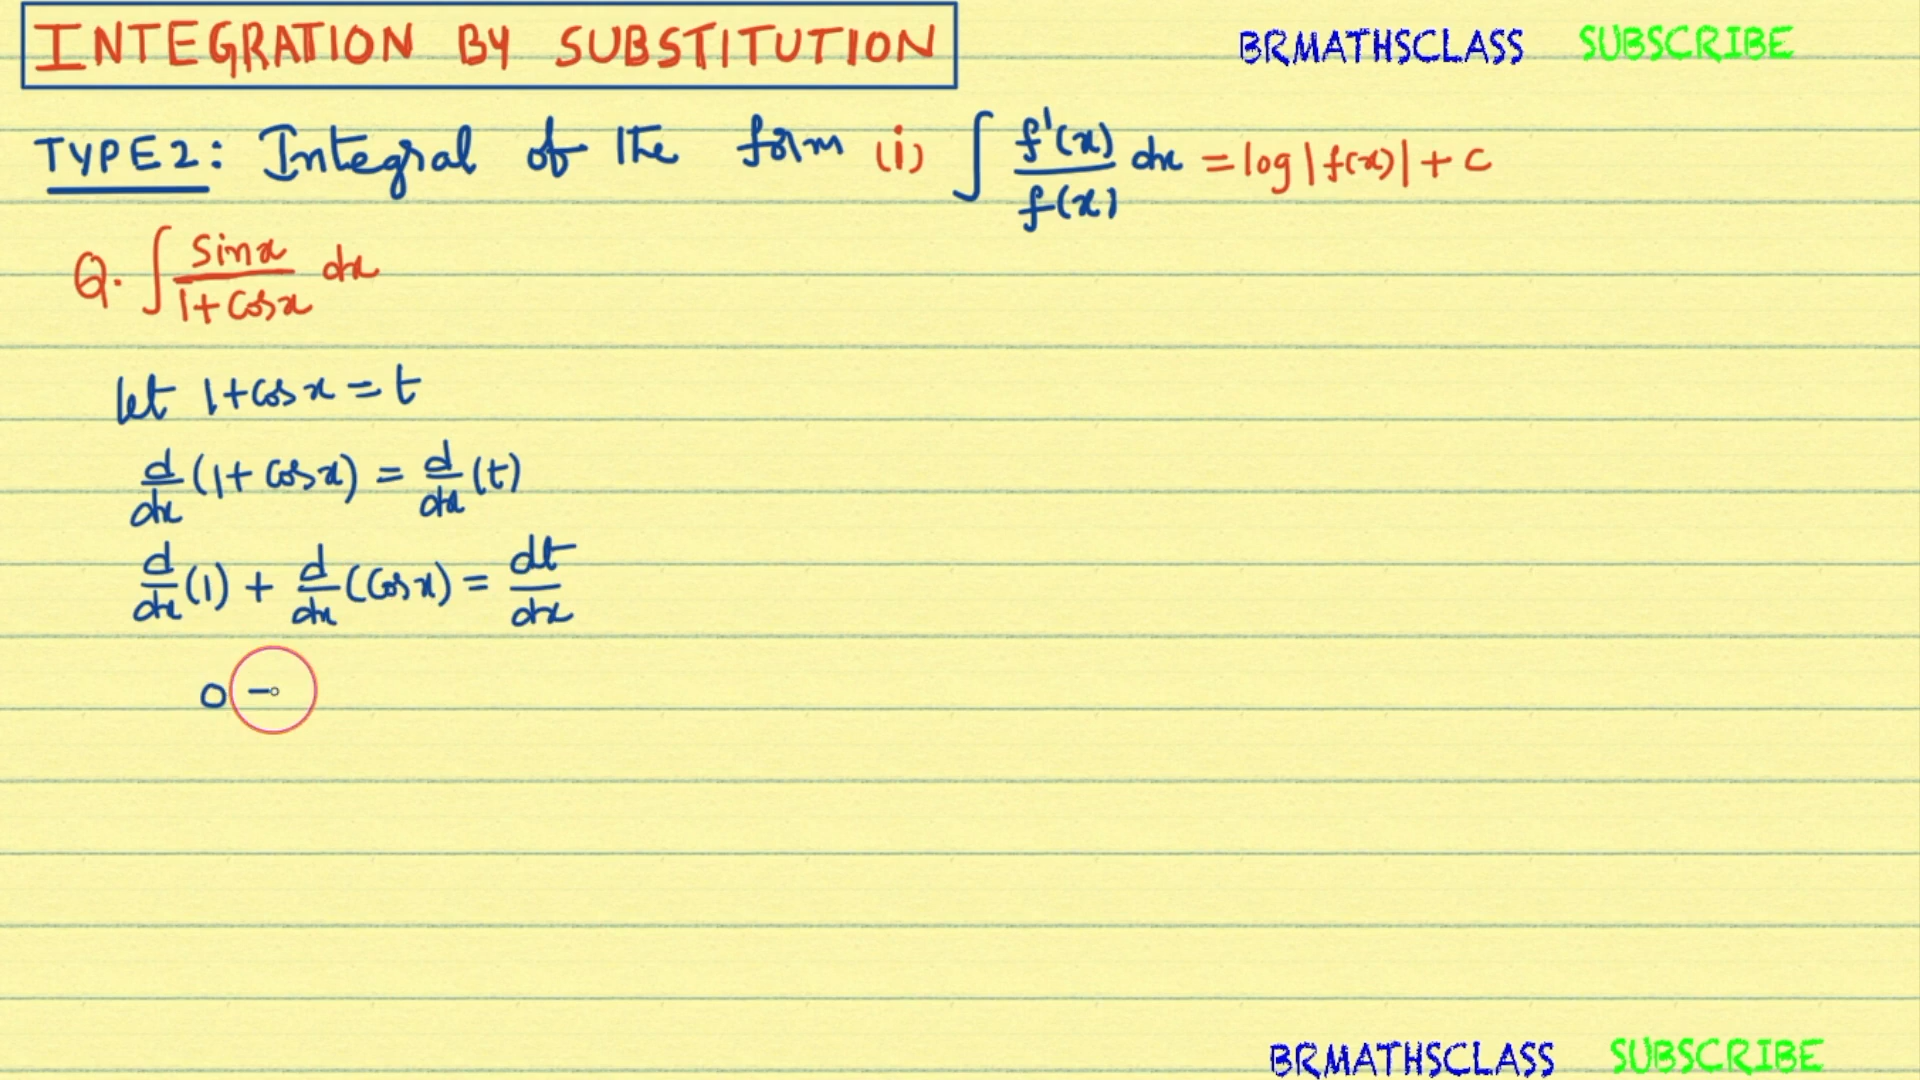 INTEGRATION BY SUBSTITUTION BRMATHSCLASS SUBSCRIBE
TYPE2: Integral of the form (i) ∫ f'(x)/f(x) dx = log|f(x)| + c
Q. ∫ sinx/1+cosx dx
let 1+cosx = t
d/dx (1+cosx) = d/dx (t)
d/dx (1) + d/dx (cosx) = dt/dx
0 -
BRMATHSCLASS SUBSCRIBE